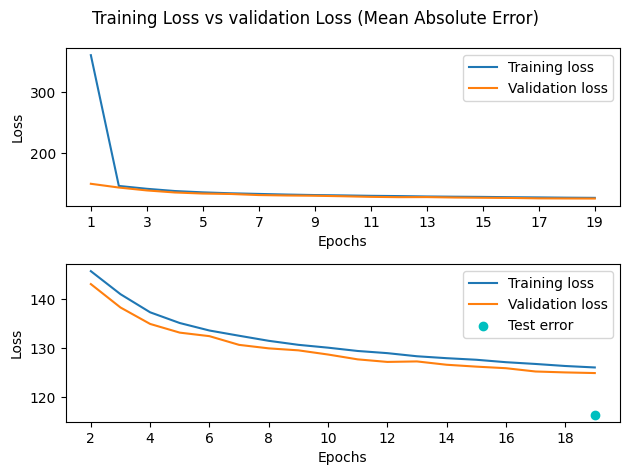 Training Loss vs validation Loss (Mean Absolute Error)
300
200
Loss
Training loss
Validation loss
1 3 5 7 9 11 13 15 17 19
Epochs
140
130
120
Loss
Training loss
Validation loss
Test error
2 4 6 8 10 12 14 16 18
Epochs